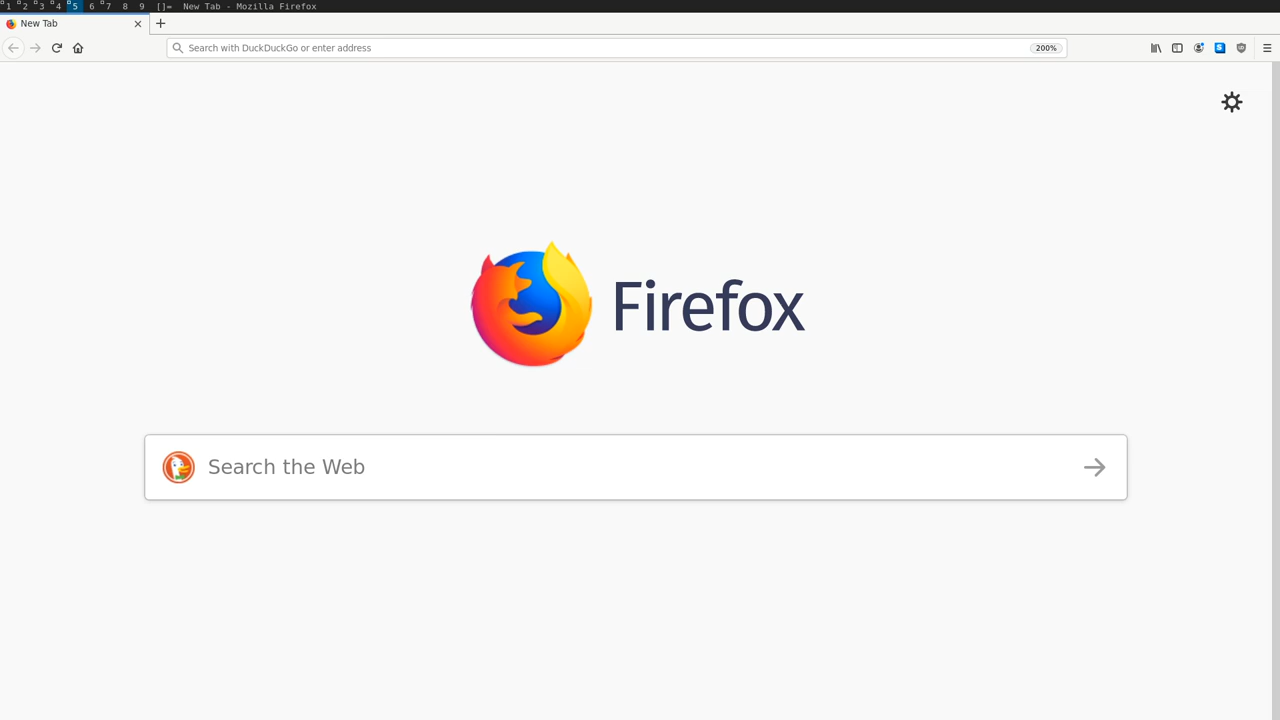 1 2 3 4 5 6 7 8 9 []= New Tab - Mozilla Firefox
New Tab
Search with DuckDuckGo or enter address 200%
Firefox
Search the Web